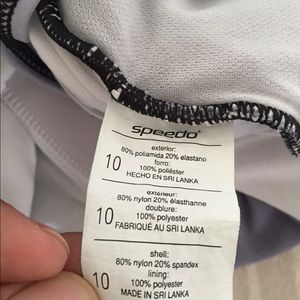 speedo
exterior:
80% poliamida 20% elastano
forro:
10
100% poliéster
HECHO EN SRI LANKA
extérieur:
80% nylon 20% élasthanne
doublure:
10
100% polyester
FABRIQUÉ AU SRI LANKA
shell:
80% nylon 20% spandex
lining:
10
100% polyester
MADE IN SRI LANKA